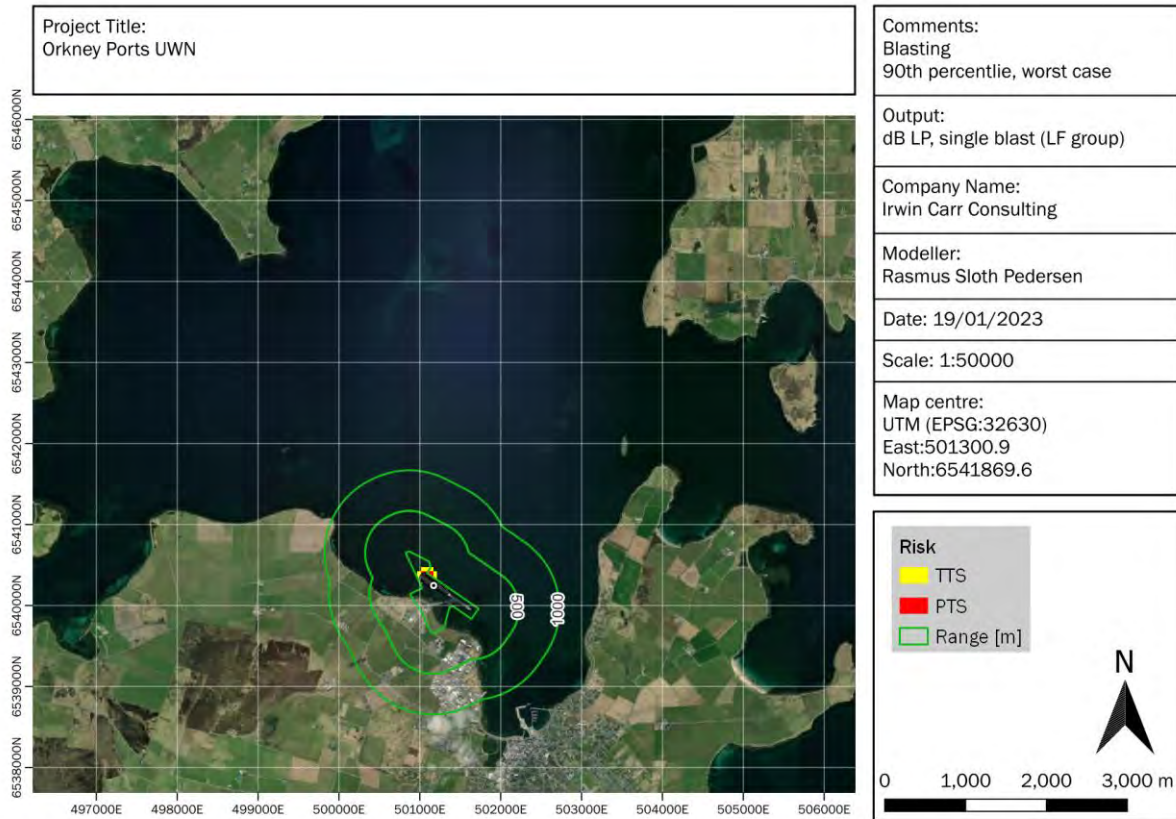 Project Title:
Orkney Ports UWN
Comments:
Blasting
90th percentlie, worst case
Output:
dB LP, single blast (LF group)
Company Name:
Irwin Carr Consulting
Modeller:
Rasmus Sloth Pedersen
Date: 19/01/2023
Scale: 1:50000
Map centre:
UTM (EPSG:32630)
East:501300.9
North:6541869.6
6546000N
6545000N
6544000N
6543000N
6542000N
6541000N
6540000N
6539000N
6538000N
500
1000
497000E
498000E
499000E
500000E
501000E
502000E
503000E
504000E
505000E
506000E
Risk
TTS
PTS
Range [m]
N
0
1,000
2,000
3,000 m